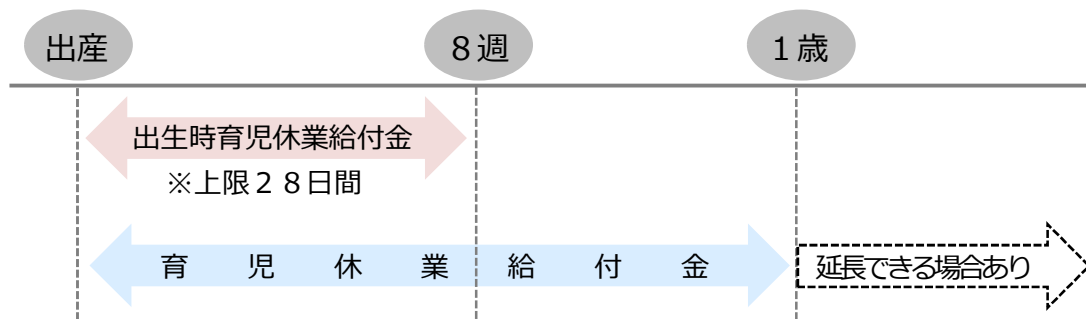 出産
８週
１歳
出生時育児休業給付金
※上限２８日間
育児休業給付金
延長できる場合あり